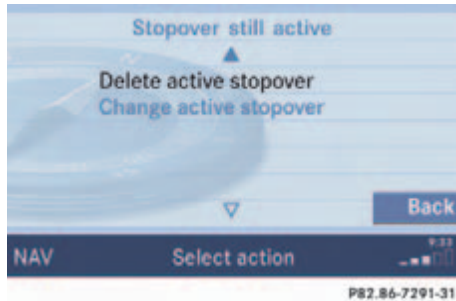 Stopover still active
Delete active stopover
Change active stopover
Back
9:33
NAV Select action
P82.86-7291-31